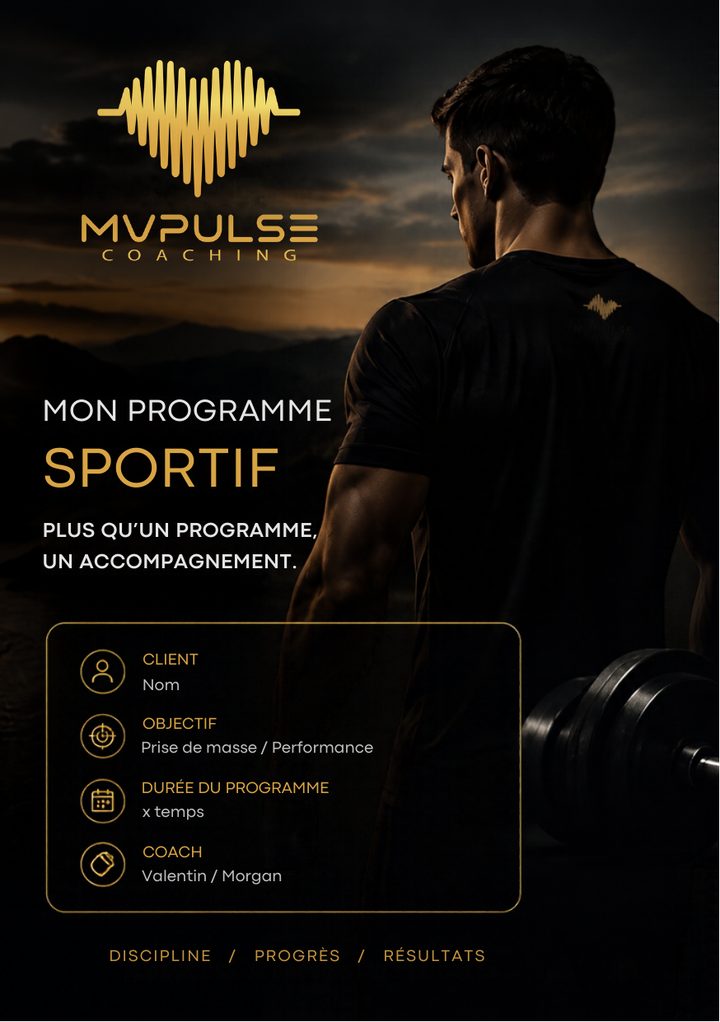 MVPULSE
COACHING
MON PROGRAMME
SPORTIF
PLUS QU’UN PROGRAMME,
UN ACCOMPAGNEMENT.
CLIENT
Nom
OBJECTIF
Prise de masse / Performance
DURÉE DU PROGRAMME
x temps
COACH
Valentin / Morgan
DISCIPLINE / PROGRÈS / RÉSULTATS